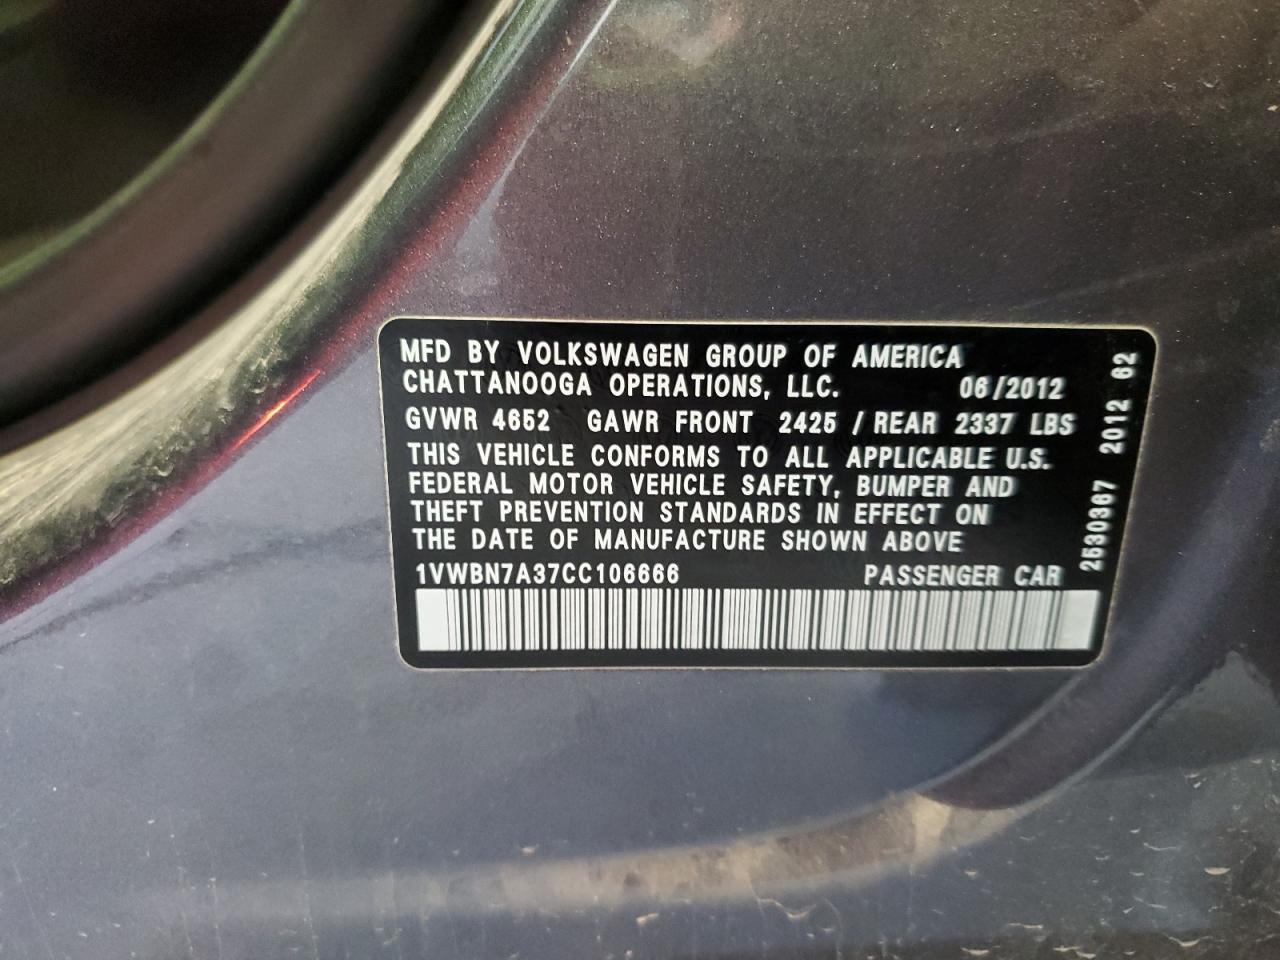 MFD BY VOLKSWAGEN GROUP OF AMERICA
CHATTANOOGA OPERATIONS, LLC. 06/2012
GVWR 4652 GAWR FRONT 2425 / REAR 2337 LBS
THIS VEHICLE CONFORMS TO ALL APPLICABLE U.S.
FEDERAL MOTOR VEHICLE SAFETY, BUMPER AND
THEFT PREVENTION STANDARDS IN EFFECT ON
THE DATE OF MANUFACTURE SHOWN ABOVE
1VWBN7A37CC106666 PASSENGER CAR
2530367 2012 62